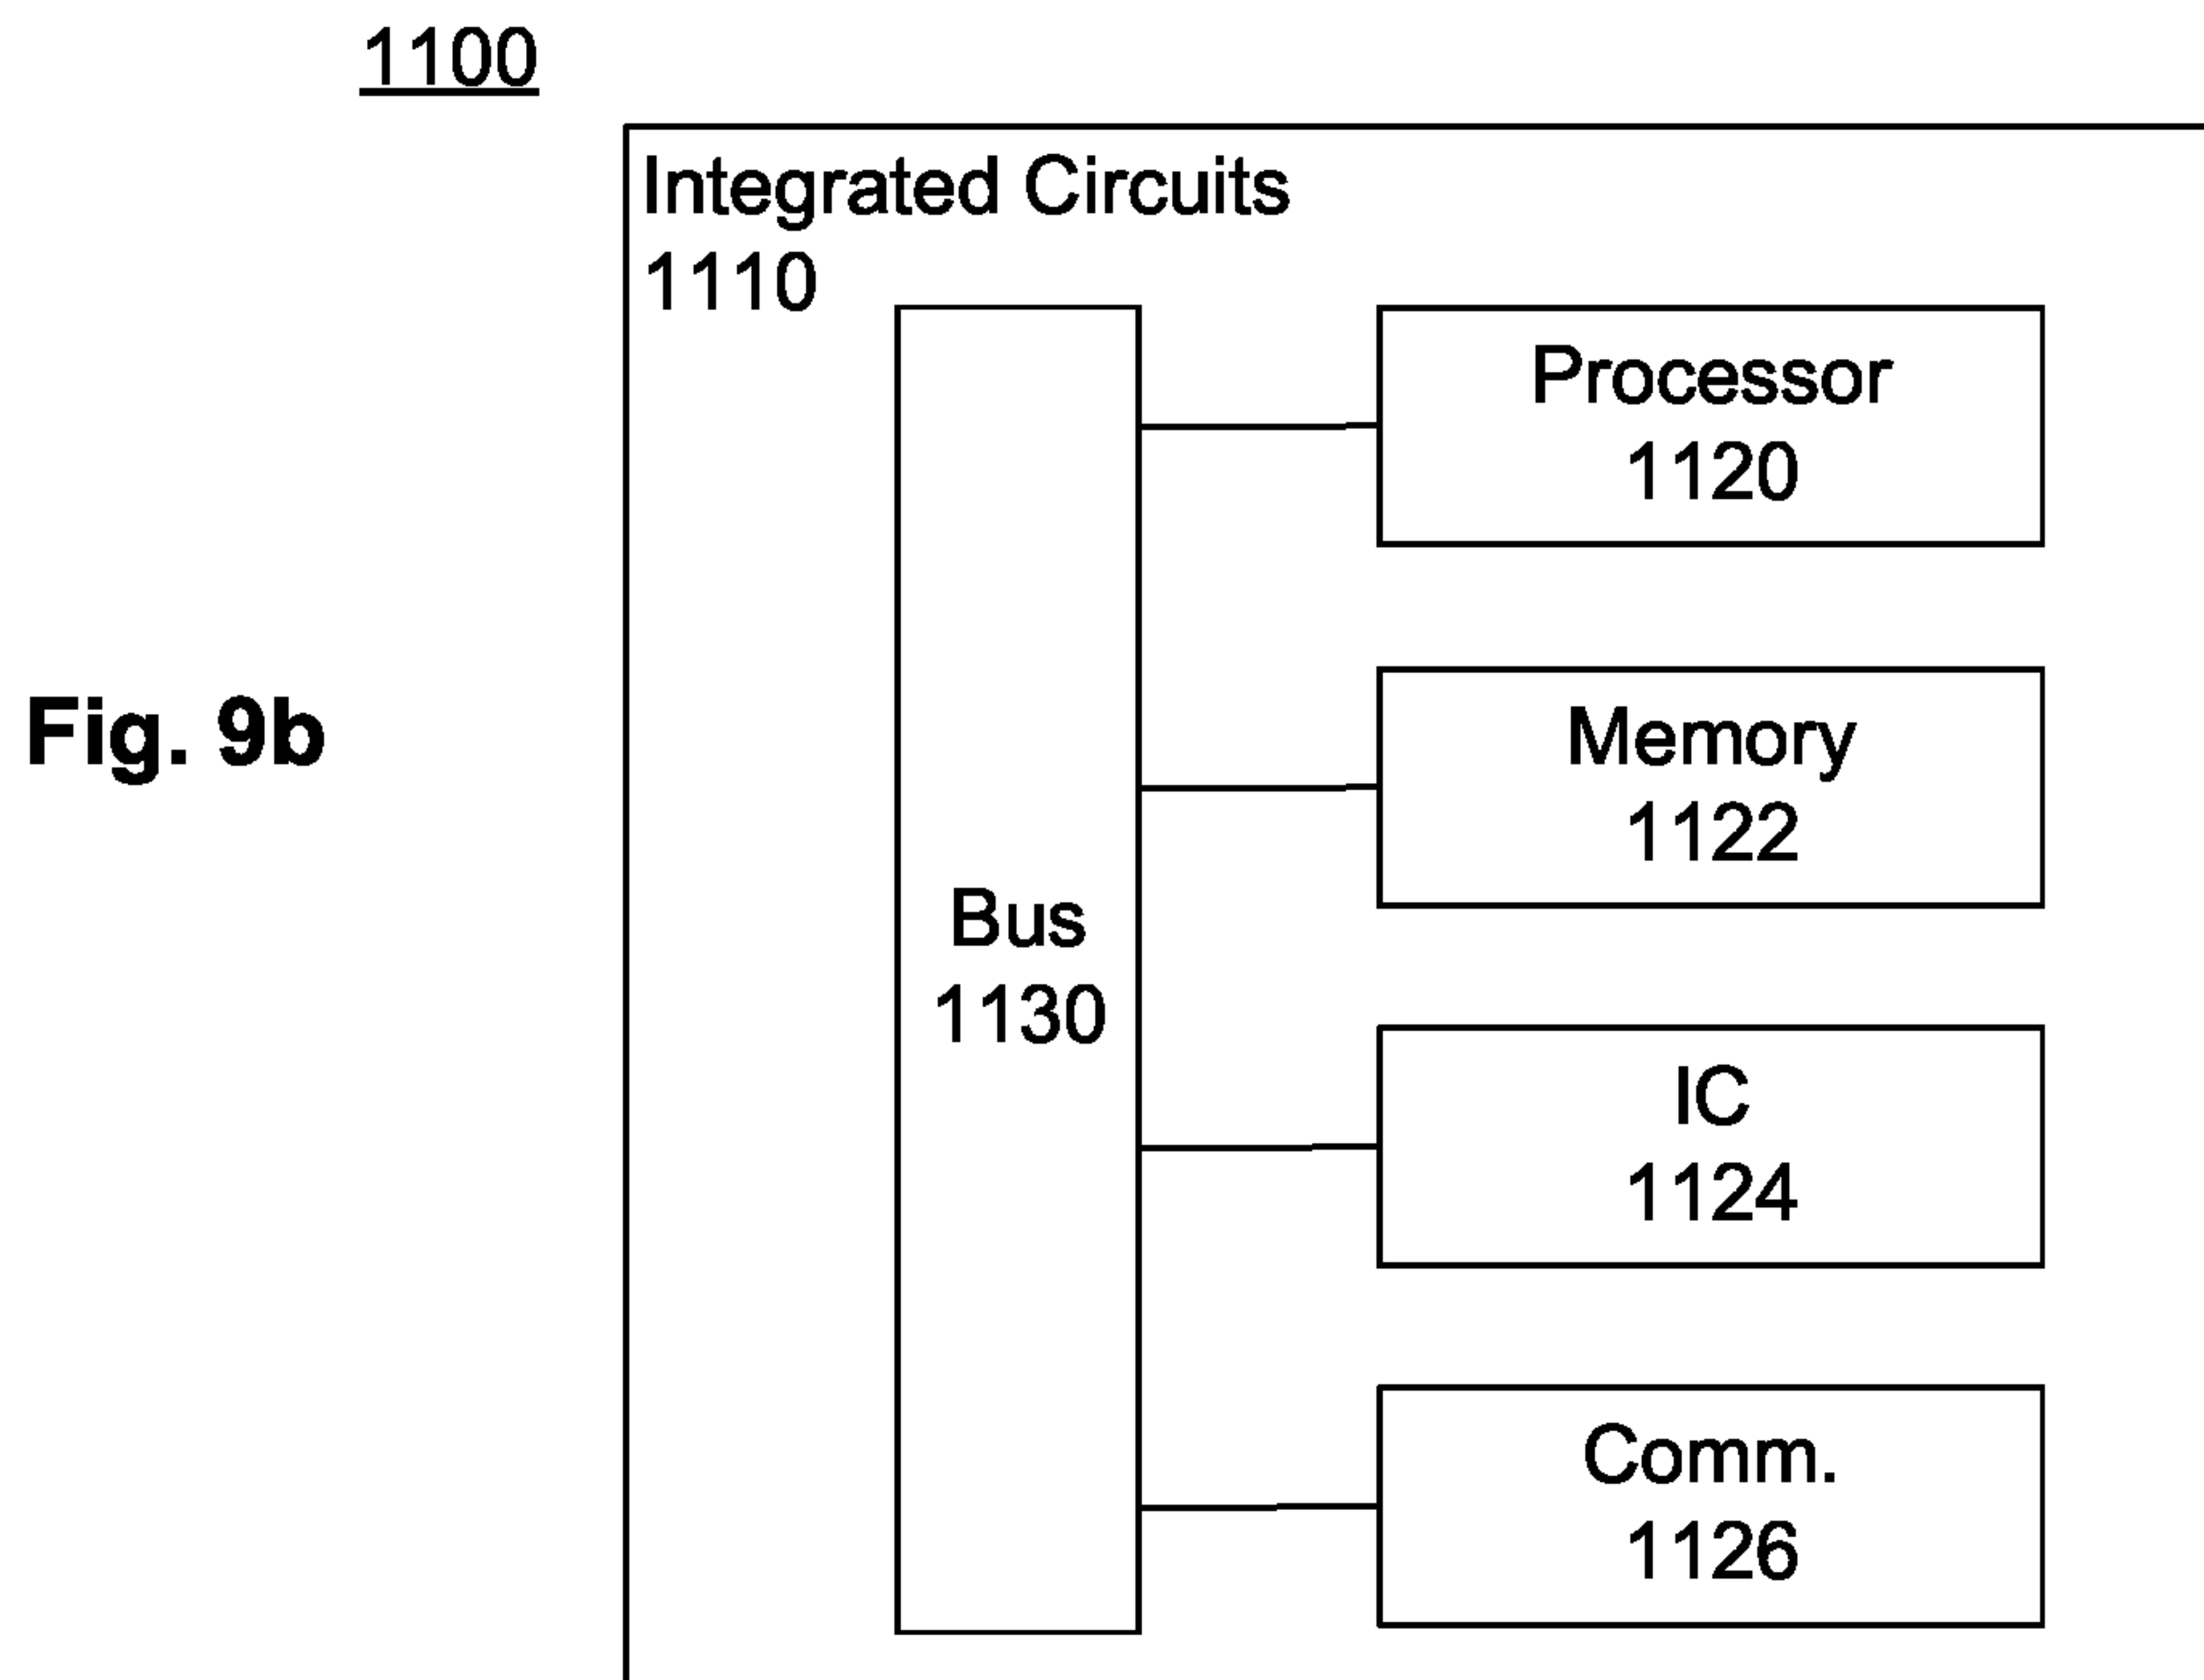 1100
Integrated Circuits
1110
Processor
1120
Memory
1122
Fig. 9b
Bus
1130
IC
1124
Comm.
1126